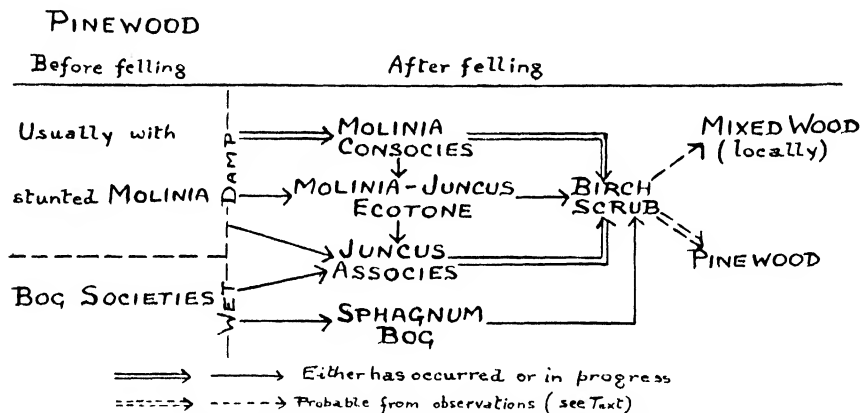 PINEWOOD
Before felling
After felling
Usually with
stunted MOLINIA
BOG SOCIETIES
DAMP
WET
MOLINIA
CONSOCIES
MOLINIA-JUNCUS
ECOTONE
JUNCUS
ASSOCIES
SPHAGNUM
BOG
BIRCH
SCRUB
MIXED WOOD
(locally)
PINEWOOD
Either has occurred or in progress
Probable from observations (see Text)